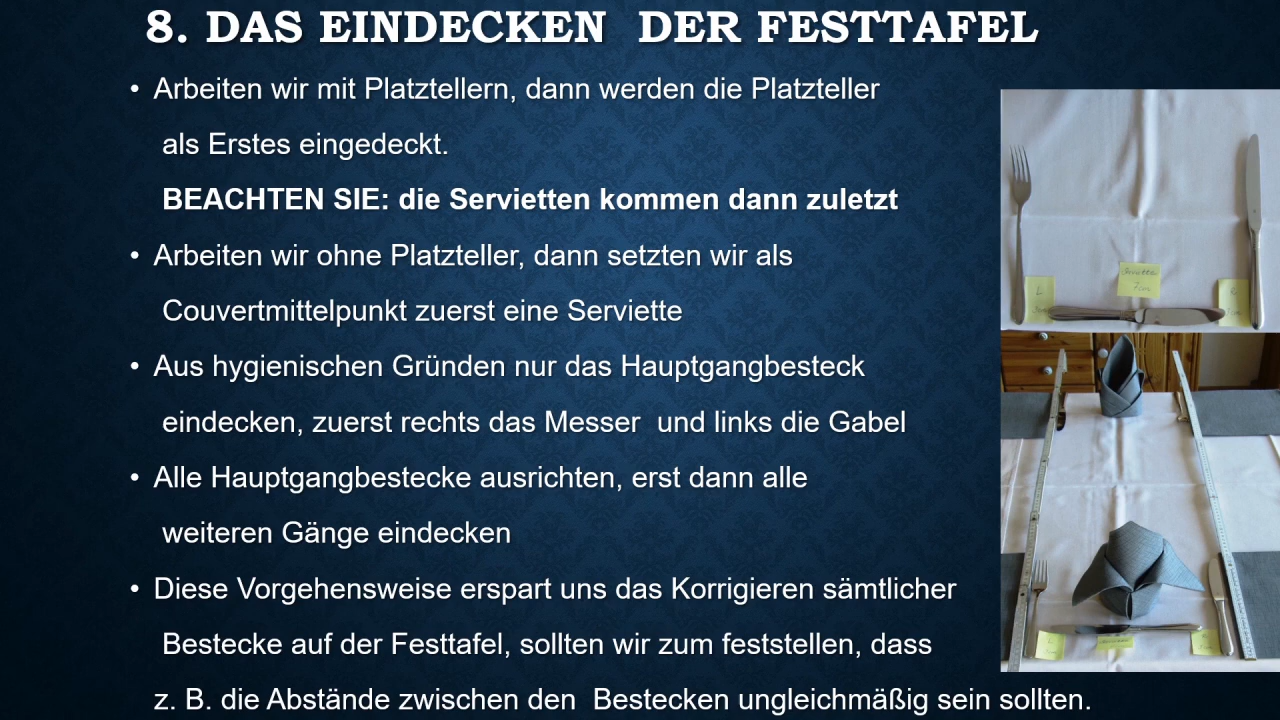 8. DAS EINDECKEN  DER FESTTAFEL
• Arbeiten wir mit Platztellern, dann werden die Platzteller
als Erstes eingedeckt.
BEACHTEN SIE: die Servietten kommen dann zuletzt
• Arbeiten wir ohne Platzteller, dann setzten wir als
Couvertmittelpunkt zuerst eine Serviette
• Aus hygienischen Gründen nur das Hauptgangbesteck
eindecken, zuerst rechts das Messer  und links die Gabel
• Alle Hauptgangbestecke ausrichten, erst dann alle
weiteren Gänge eindecken
• Diese Vorgehensweise erspart uns das Korrigieren sämtlicher
Bestecke auf der Festtafel, sollten wir zum feststellen, dass
z. B. die Abstände zwischen den  Bestecken ungleichmäßig sein sollten.
Serviette